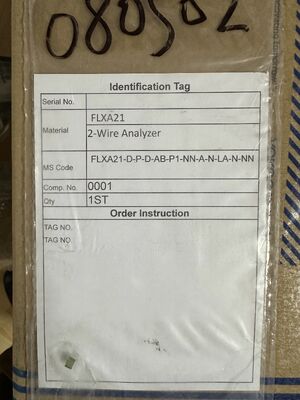 080502
Identification Tag
Serial No.
Material
FLXA21
2-Wire Analyzer
MS Code
FLXA21-D-P-D-AB-P1-NN-A-N-LA-N-NN
Comp. No.
0001
Qty
1ST
Order Instruction
TAG NO.
TAG NO.